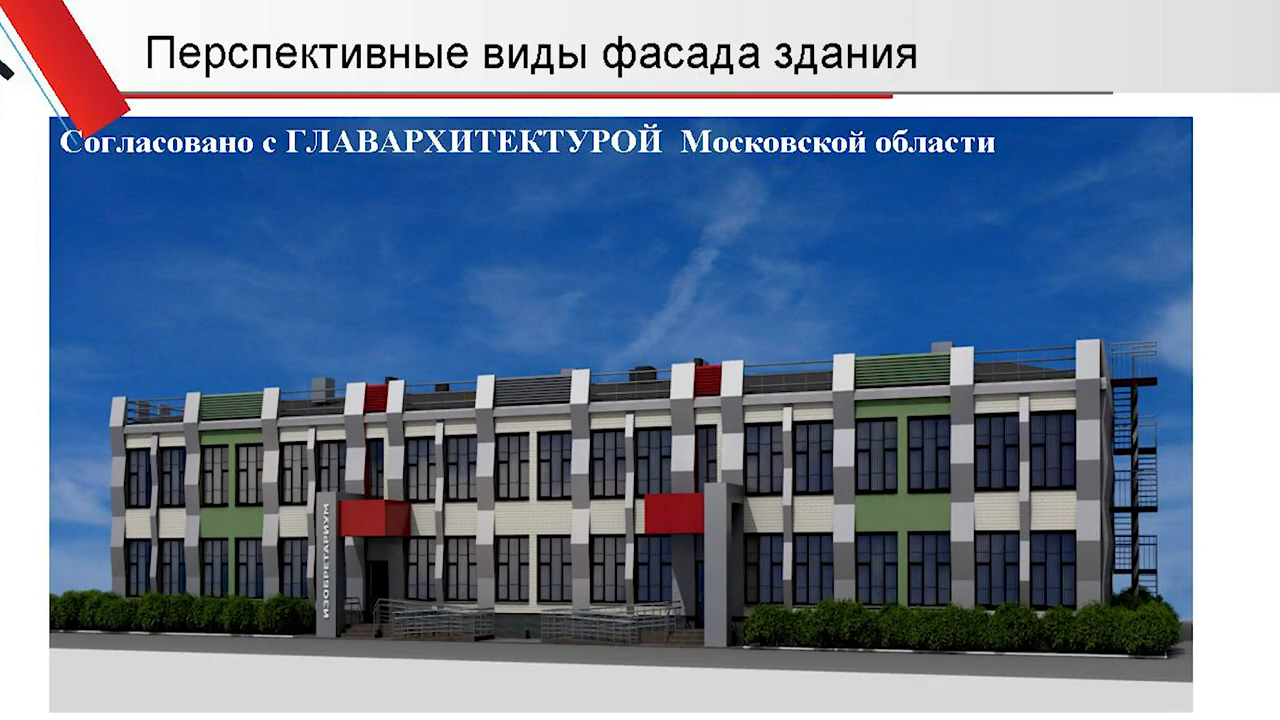 Перспективные виды фасада здания
Согласовано с ГЛАВАРХИТЕКТУРОЙ Московской области
ИЗОБРЕТАРИУМ